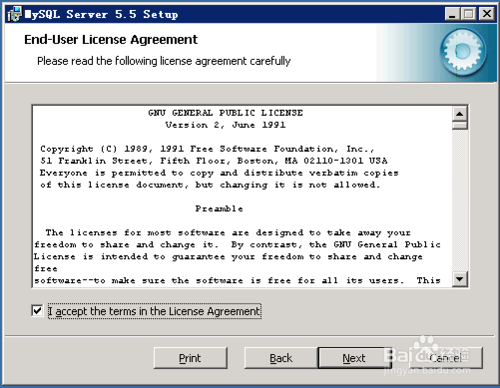 MySQL Server 5.5 Setup
End-User License Agreement
Please read the following license agreement carefully
GNU GENERAL PUBLIC LICENSE
Version 2, June 1991
Copyright (C) 1989, 1991 Free Software Foundation, Inc.,
51 Franklin Street, Fifth Floor, Boston, MA 02110-1301 USA
Everyone is permitted to copy and distribute verbatim copies
of this license document, but changing it is not allowed.
Preamble
The licenses for most software are designed to take away your
freedom to share and change it.  By contrast, the GNU General Public
License is intended to guarantee your freedom to share and change
free
software--to make sure the software is free for all its users.  This
I accept the terms in the License Agreement
Print Back Next Cancel
Baidu 经验
jingyan.baidu.com